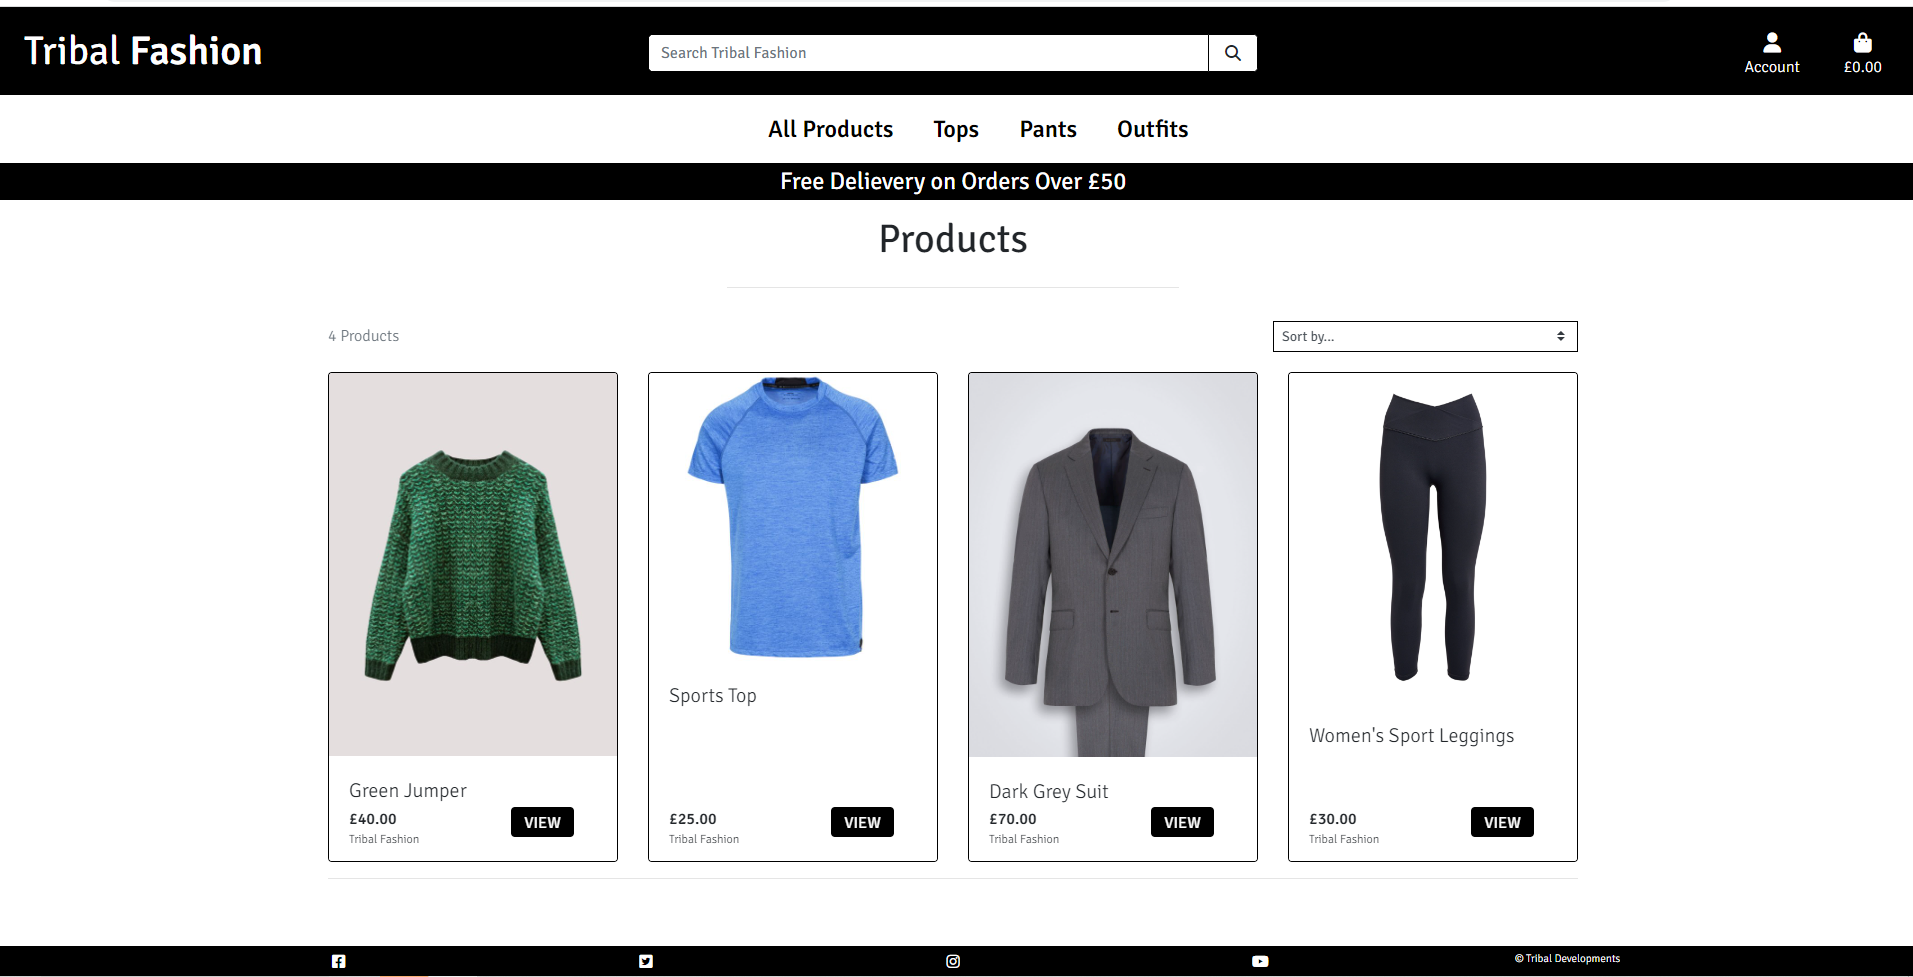 Tribal Fashion
Search Tribal Fashion
Account
£0.00
All Products Tops Pants Outfits
Free Delievery on Orders Over £50
Products
4 Products
Sort by...
Green Jumper
£40.00
Tribal Fashion
VIEW
Sports Top
£25.00
Tribal Fashion
VIEW
Dark Grey Suit
£70.00
Tribal Fashion
VIEW
Women's Sport Leggings
£30.00
Tribal Fashion
VIEW
© Tribal Developments